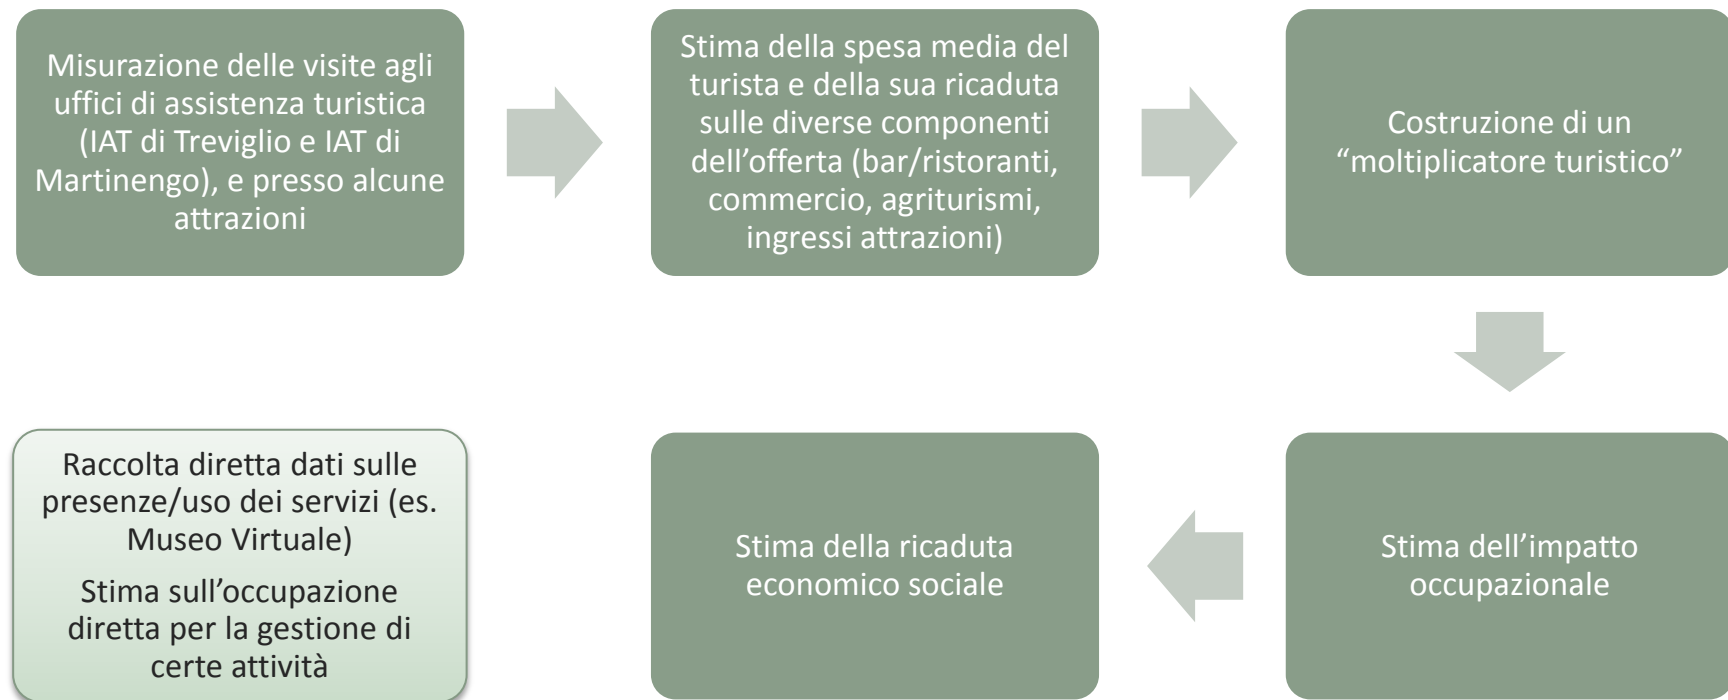 Misurazione delle visite agli
uffici di assistenza turistica
(IAT di Treviglio e IAT di
Martinengo), e presso alcune
attrazioni
Stima della spesa media del
turista e della sua ricaduta
sulle diverse componenti
dell’offerta (bar/ristoranti,
commercio, agriturismi,
ingressi attrazioni)
Costruzione di un
“moltiplicatore turistico”
Stima dell’impatto
occupazionale
Stima della ricaduta
economico sociale
Raccolta diretta dati sulle
presenze/uso dei servizi (es.
Museo Virtuale)
Stima sull’occupazione
diretta per la gestione di
certe attività